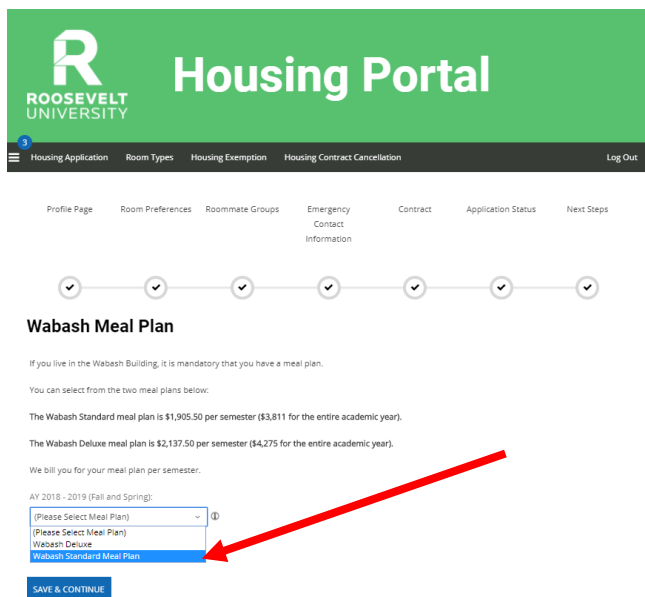 ROOSEVELT
UNIVERSITY
Housing Portal
3
Housing Application Room Types Housing Exemption Housing Contract Cancellation Log Out
Profile Page Room Preferences Roommate Groups Emergency Contact Information Contract Application Status Next Steps
Wabash Meal Plan
If you live in the Wabash Building, it is mandatory that you have a meal plan.
You can select from the two meal plans below:
The Wabash Standard meal plan is $1,905.50 per semester ($3,811 for the entire academic year).
The Wabash Deluxe meal plan is $2,137.50 per semester ($4,275 for the entire academic year).
We bill you for your meal plan per semester.
AY 2018 - 2019 (Fall and Spring):
(Please Select Meal Plan)
(Please Select Meal Plan)
Wabash Deluxe
Wabash Standard Meal Plan
SAVE & CONTINUE